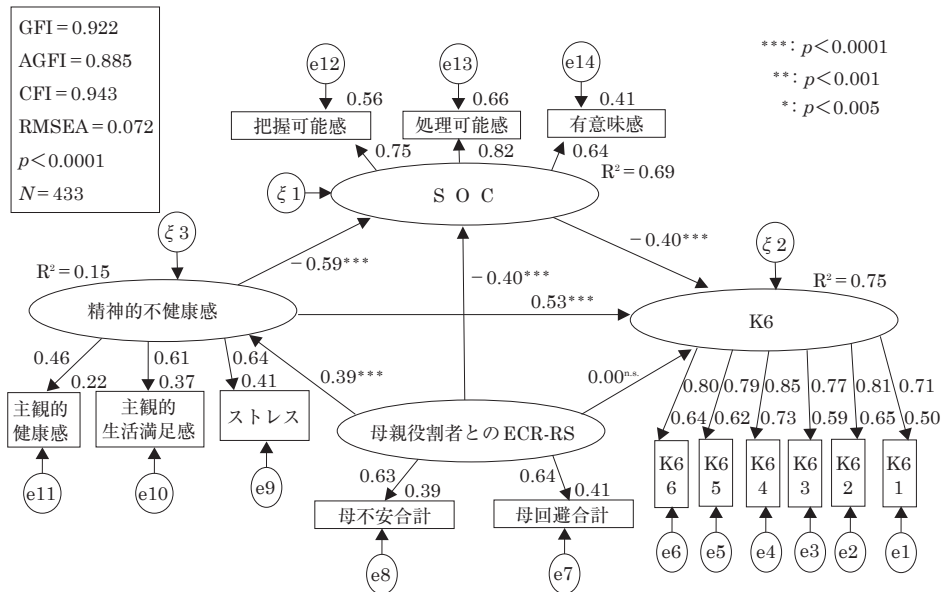 GFI＝0.922
AGFI＝0.885
CFI＝0.943
RMSEA＝0.072
p＜0.0001
N＝433
***: p＜0.0001
**: p＜0.001
*: p＜0.005
e12
e13
e14
0.56
0.66
0.41
把握可能感
処理可能感
有意味感
0.75
0.82
0.64
R²＝0.69
ξ1
S O C
ξ3
ξ2
－0.40***
R²＝0.15
－0.59***
－0.40***
R²＝0.75
精神的不健康感
0.53***
K6
0.46
0.22
0.61
0.37
0.64
0.41
0.39***
0.00n.s.
0.80
0.79
0.85
0.77
0.81
0.71
0.64
0.62
0.73
0.59
0.65
0.50
主観的
健康感
主観的
生活満足感
ストレス
母親役割者とのECR-RS
e11
e10
e9
0.63
0.39
0.64
0.41
K6
6
K6
5
K6
4
K6
3
K6
2
K6
1
母不安合計
母回避合計
e8
e7
e6
e5
e4
e3
e2
e1